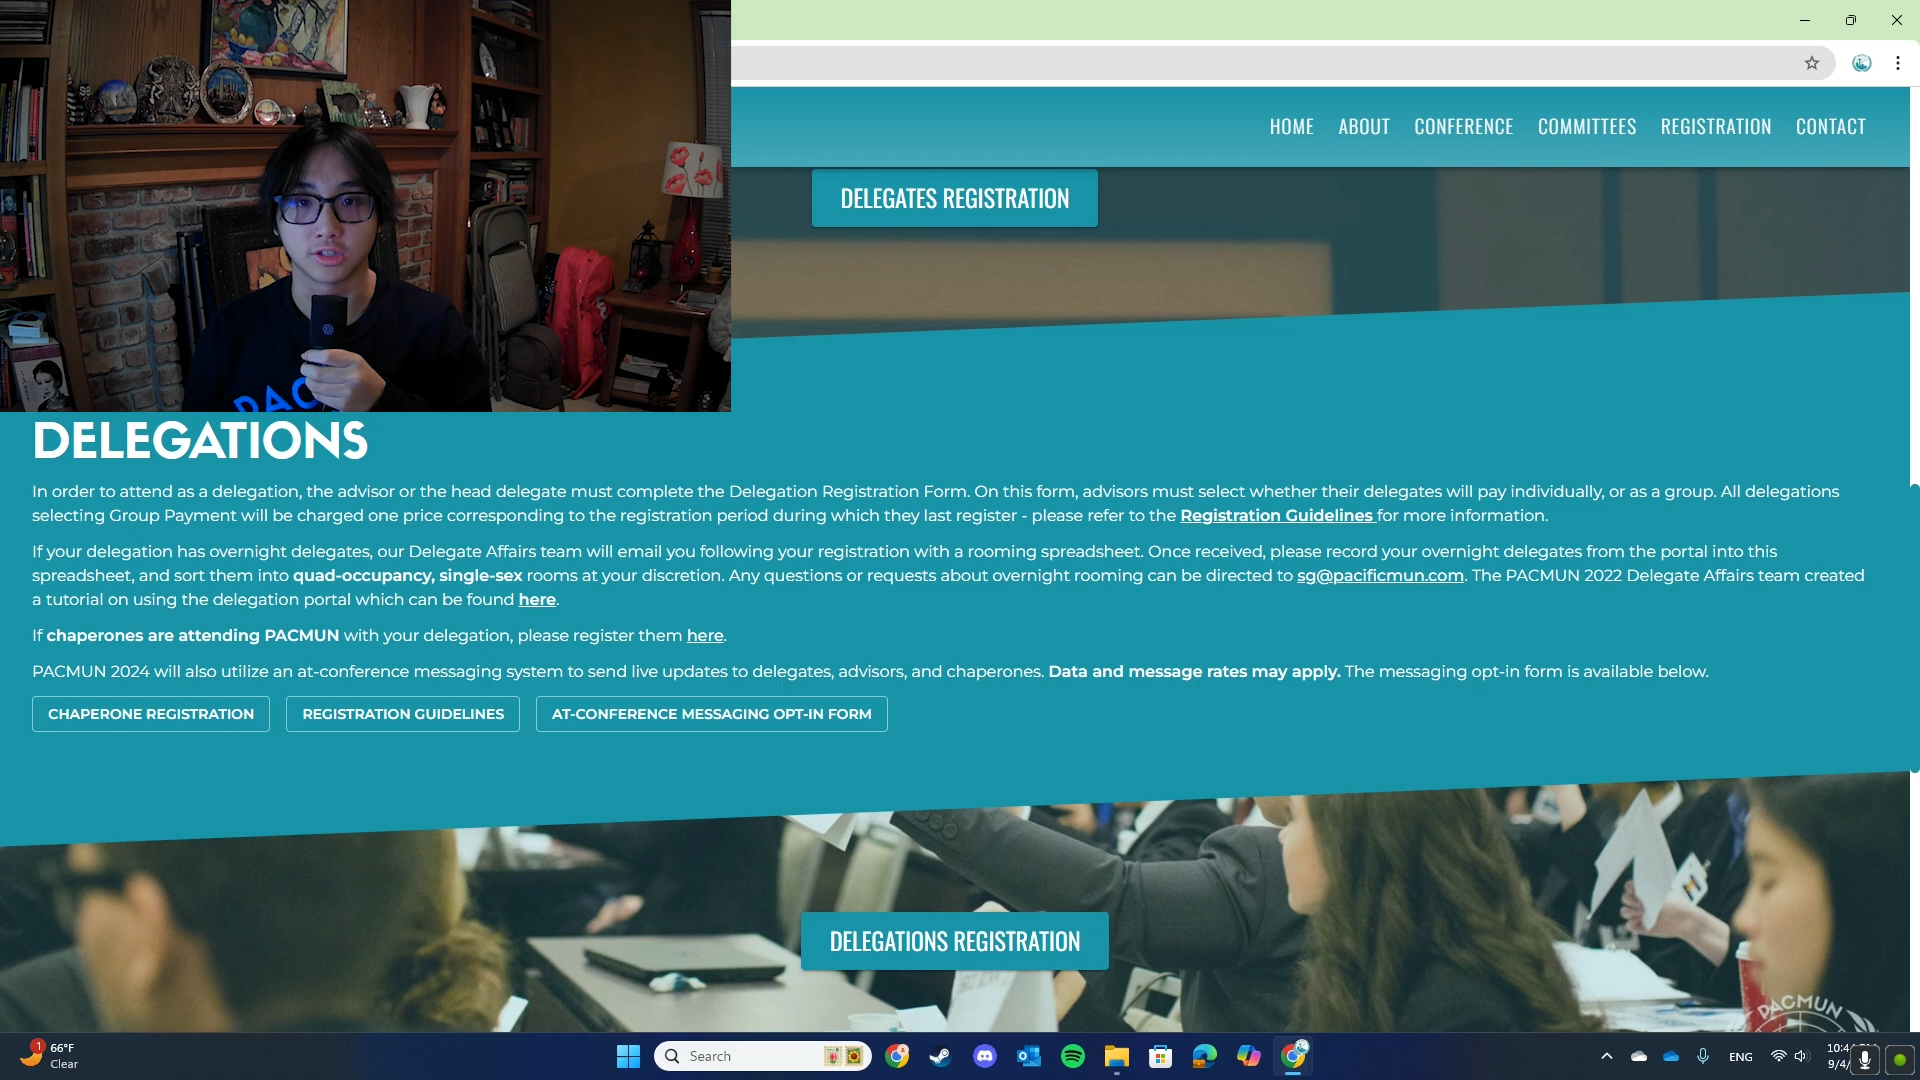 HOME ABOUT CONFERENCE COMMITTEES REGISTRATION CONTACT
DELEGATES REGISTRATION
PAC
DELEGATIONS
In order to attend as a delegation, the advisor or the head delegate must complete the Delegation Registration Form. On this form, advisors must select whether their delegates will pay individually, or as a group. All delegations
selecting Group Payment will be charged one price corresponding to the registration period during which they last register - please refer to the Registration Guidelines for more information.
If your delegation has overnight delegates, our Delegate Affairs team will email you following your registration with a rooming spreadsheet. Once received, please record your overnight delegates from the portal into this
spreadsheet, and sort them into quad-occupancy, single-sex rooms at your discretion. Any questions or requests about overnight rooming can be directed to sg@pacificmun.com. The PACMUN 2022 Delegate Affairs team created
a tutorial on using the delegation portal which can be found here.
If chaperones are attending PACMUN with your delegation, please register them here.
PACMUN 2024 will also utilize an at-conference messaging system to send live updates to delegates, advisors, and chaperones. Data and message rates may apply. The messaging opt-in form is available below.
CHAPERONE REGISTRATION REGISTRATION GUIDELINES AT-CONFERENCE MESSAGING OPT-IN FORM
DELEGATIONS REGISTRATION
PACMUN
1
66°F
Clear
Search
ENG
10:4
9/4/